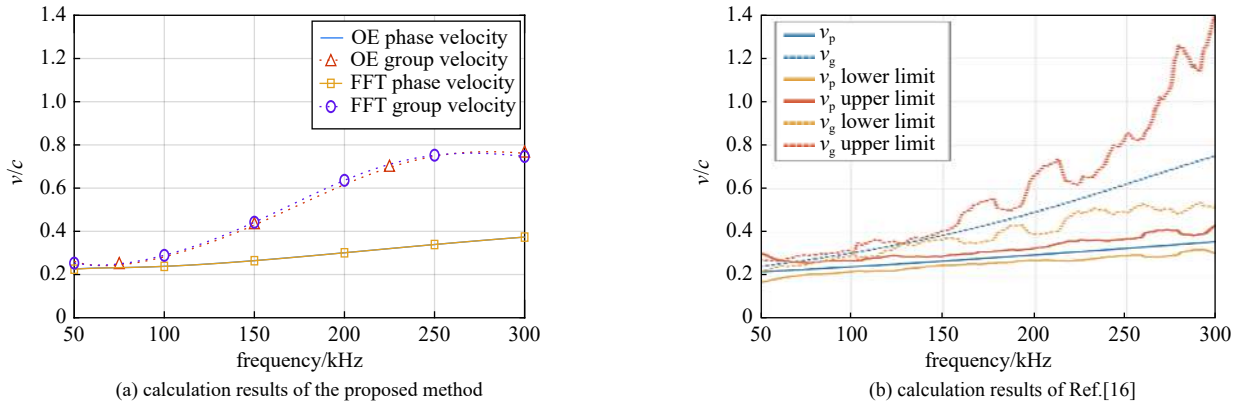 1.4
1.2
1.0
0.8
0.6
0.4
0.2
0
v/c
50
100
150
200
250
300
frequency/kHz
OE phase velocity
OE group velocity
FFT phase velocity
FFT group velocity
(a) calculation results of the proposed method
1.4
1.2
1.0
0.8
0.6
0.4
0.2
0
v/c
50
100
150
200
250
300
frequency/kHz
vp
vg
vp lower limit
vp upper limit
vg lower limit
vg upper limit
(b) calculation results of Ref.[16]